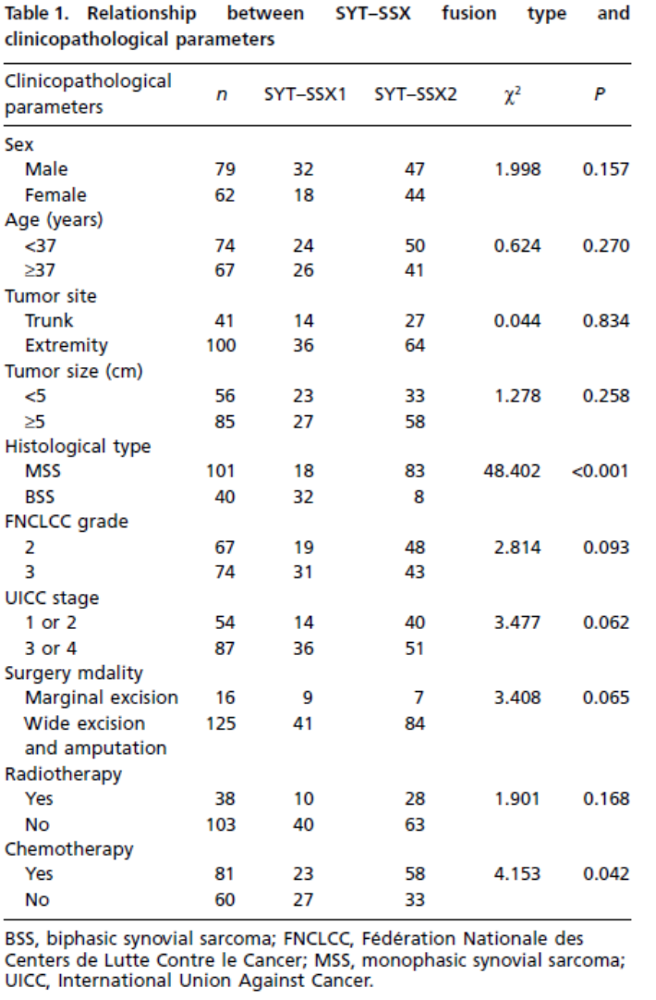 Table 1. Relationship between SYT–SSX fusion type and
clinicopathological parameters
Clinicopathological
parameters n SYT–SSX1 SYT–SSX2 χ² P
Sex
Male 79 32 47 1.998 0.157
Female 62 18 44
Age (years)
<37 74 24 50 0.624 0.270
≥37 67 26 41
Tumor site
Trunk 41 14 27 0.044 0.834
Extremity 100 36 64
Tumor size (cm)
<5 56 23 33 1.278 0.258
≥5 85 27 58
Histological type
MSS 101 18 83 48.402 <0.001
BSS 40 32 8
FNCLCC grade
2 67 19 48 2.814 0.093
3 74 31 43
UICC stage
1 or 2 54 14 40 3.477 0.062
3 or 4 87 36 51
Surgery mdality
Marginal excision 16 9 7 3.408 0.065
Wide excision 125 41 84
and amputation
Radiotherapy
Yes 38 10 28 1.901 0.168
No 103 40 63
Chemotherapy
Yes 81 23 58 4.153 0.042
No 60 27 33
BSS, biphasic synovial sarcoma; FNCLCC, Fédération Nationale des
Centers de Lutte Contre le Cancer; MSS, monophasic synovial sarcoma;
UICC, International Union Against Cancer.